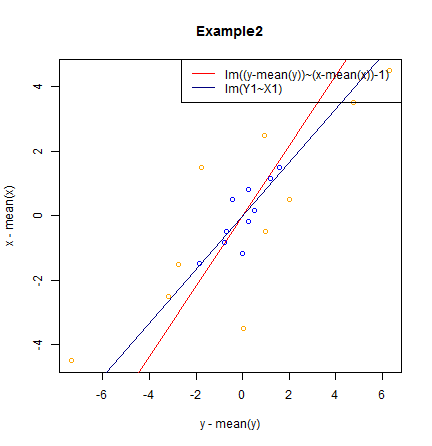 Example2
lm((y-mean(y))~(x-mean(x))-1)
lm(Y1~X1)
4
2
0
-2
-4
x - mean(x)
-6
-4
-2
0
2
4
6
y - mean(y)